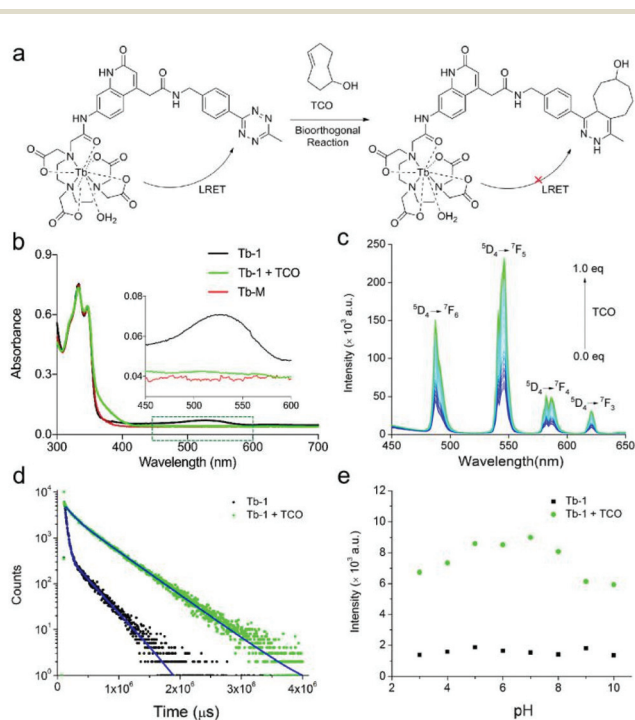 a
O
HN
O
N
H
N
N
N
N
HN
O
O
O
N
N
Tb
O
O
O
O
N
N
O
O
OH2
LRET
OH
TCO
Bioorthogonal
Reaction
O
HN
O
N
H
OH
N
N
H
HN
O
O
O
N
N
Tb
O
O
O
O
N
N
O
O
OH2
LRET
b
Absorbance
0.9
0.6
0.3
0.0
Tb-1
Tb-1 + TCO
Tb-M
0.08
0.06
0.04
450 500 550 600
300 400 500 600 700
Wavelength (nm)
c
Intensity (× 10³ a.u.)
250
200
150
100
50
0
⁵D₄→⁷F₆
⁵D₄→⁷F₅
⁵D₄→⁷F₄
⁵D₄→⁷F₃
1.0 eq
TCO
0.0 eq
450 500 550 600 650
Wavelength(nm)
d
Counts
10⁴
10³
10²
10¹
10⁰
Tb-1
Tb-1 + TCO
0 1x10⁶ 2x10⁶ 3x10⁶ 4x10⁶
Time (μs)
e
Intensity (× 10³ a.u.)
12
10
8
6
4
2
0
Tb-1
Tb-1 + TCO
2 4 6 8 10
pH